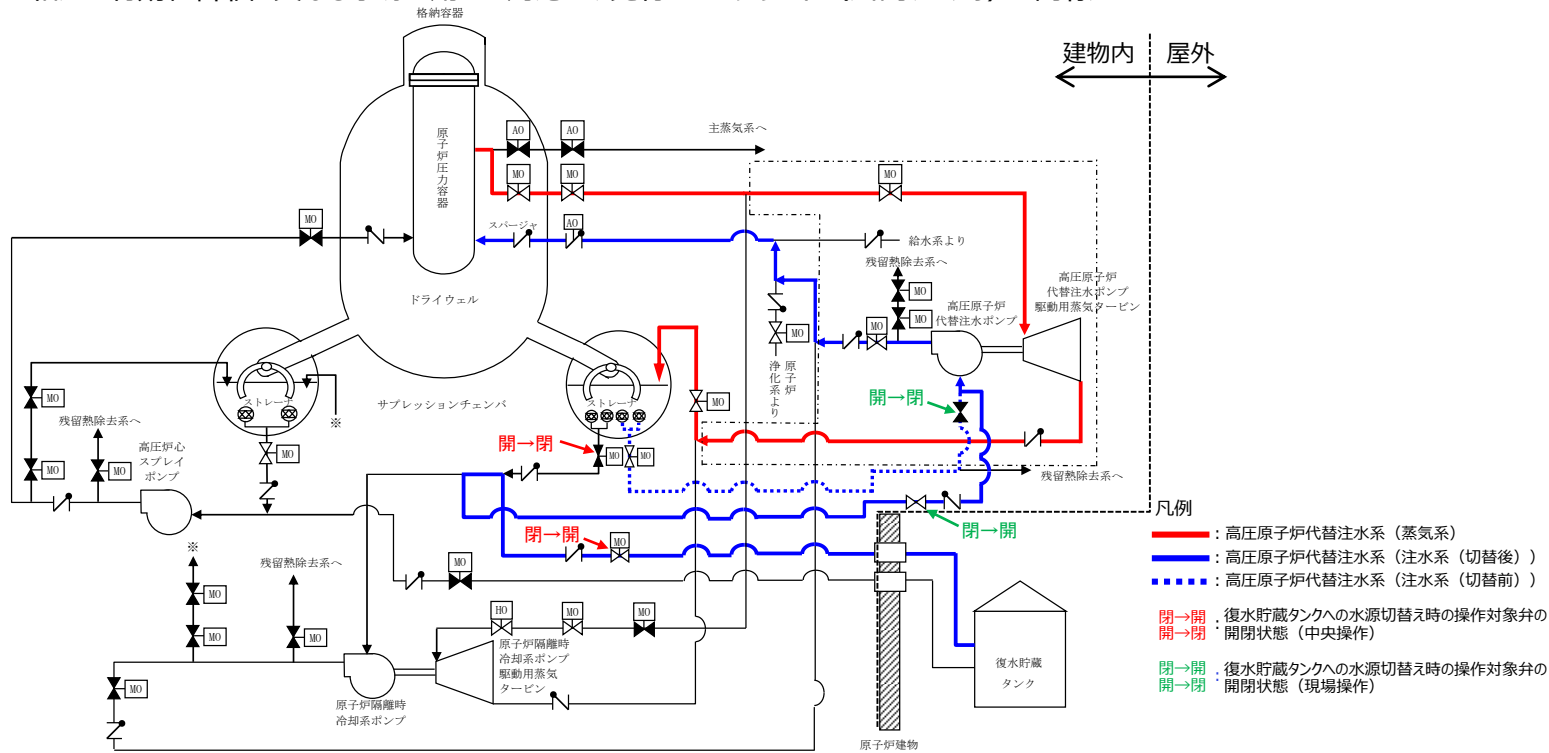 格納容器
建物内
屋外
AO
AO
主蒸気系へ
原子炉圧力容器
MO
MO
MO
MO
スパージャ
AO
給水系より
残留熱除去系へ
高圧原子炉
代替注水ポンプ
駆動用蒸気タービン
ドライウェル
MO
高圧原子炉
代替注水ポンプ
MO
MO
MO
原子炉
浄化系より
開→閉
MO
ストレーナ
ストレーナ
MO
サプレッションチェンバ
※
残留熱除去系へ
開→閉
高圧炉心
スプレイ
ポンプ
MO
MO
MO
MO
MO
残留熱除去系へ
閉→開
閉→開
MO
凡例
：高圧原子炉代替注水系（蒸気系）
：高圧原子炉代替注水系（注水系（切替後））
：高圧原子炉代替注水系（注水系（切替前））
閉→開
開→閉
：復水貯蔵タンクへの水源切替え時の操作対象弁の
開閉状態（中央操作）
閉→開
開→閉
：復水貯蔵タンクへの水源切替え時の操作対象弁の
開閉状態（現場操作）
※
残留熱除去系へ
MO
MO
HO
MO
MO
MO
MO
原子炉隔離時
冷却系ポンプ
駆動用蒸気
タービン
復水貯蔵
タンク
MO
原子炉隔離時
冷却系ポンプ
原子炉建物